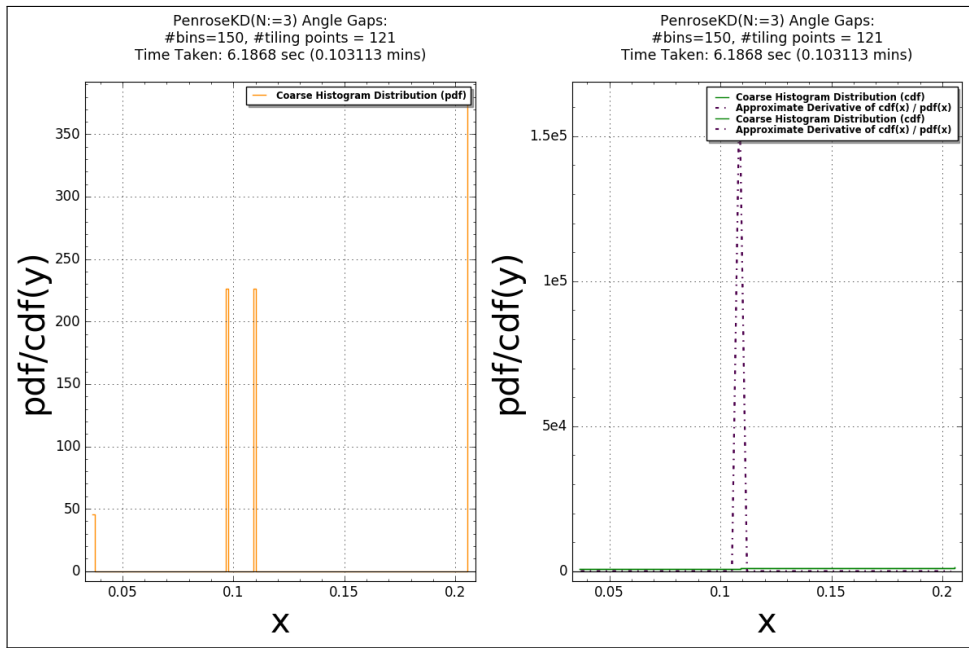 PenroseKD(N:=3) Angle Gaps:
#bins=150, #tiling points = 121
Time Taken: 6.1868 sec (0.103113 mins)
Coarse Histogram Distribution (pdf)
pdf/cdf(y)
350
300
250
200
150
100
50
0
0.05
0.1
0.15
0.2
x
PenroseKD(N:=3) Angle Gaps:
#bins=150, #tiling points = 121
Time Taken: 6.1868 sec (0.103113 mins)
Coarse Histogram Distribution (cdf)
Approximate Derivative of cdf(x) / pdf(x)
Coarse Histogram Distribution (cdf)
Approximate Derivative of cdf(x) / pdf(x)
pdf/cdf(y)
1.5e5
1e5
5e4
0
0.05
0.1
0.15
0.2
x